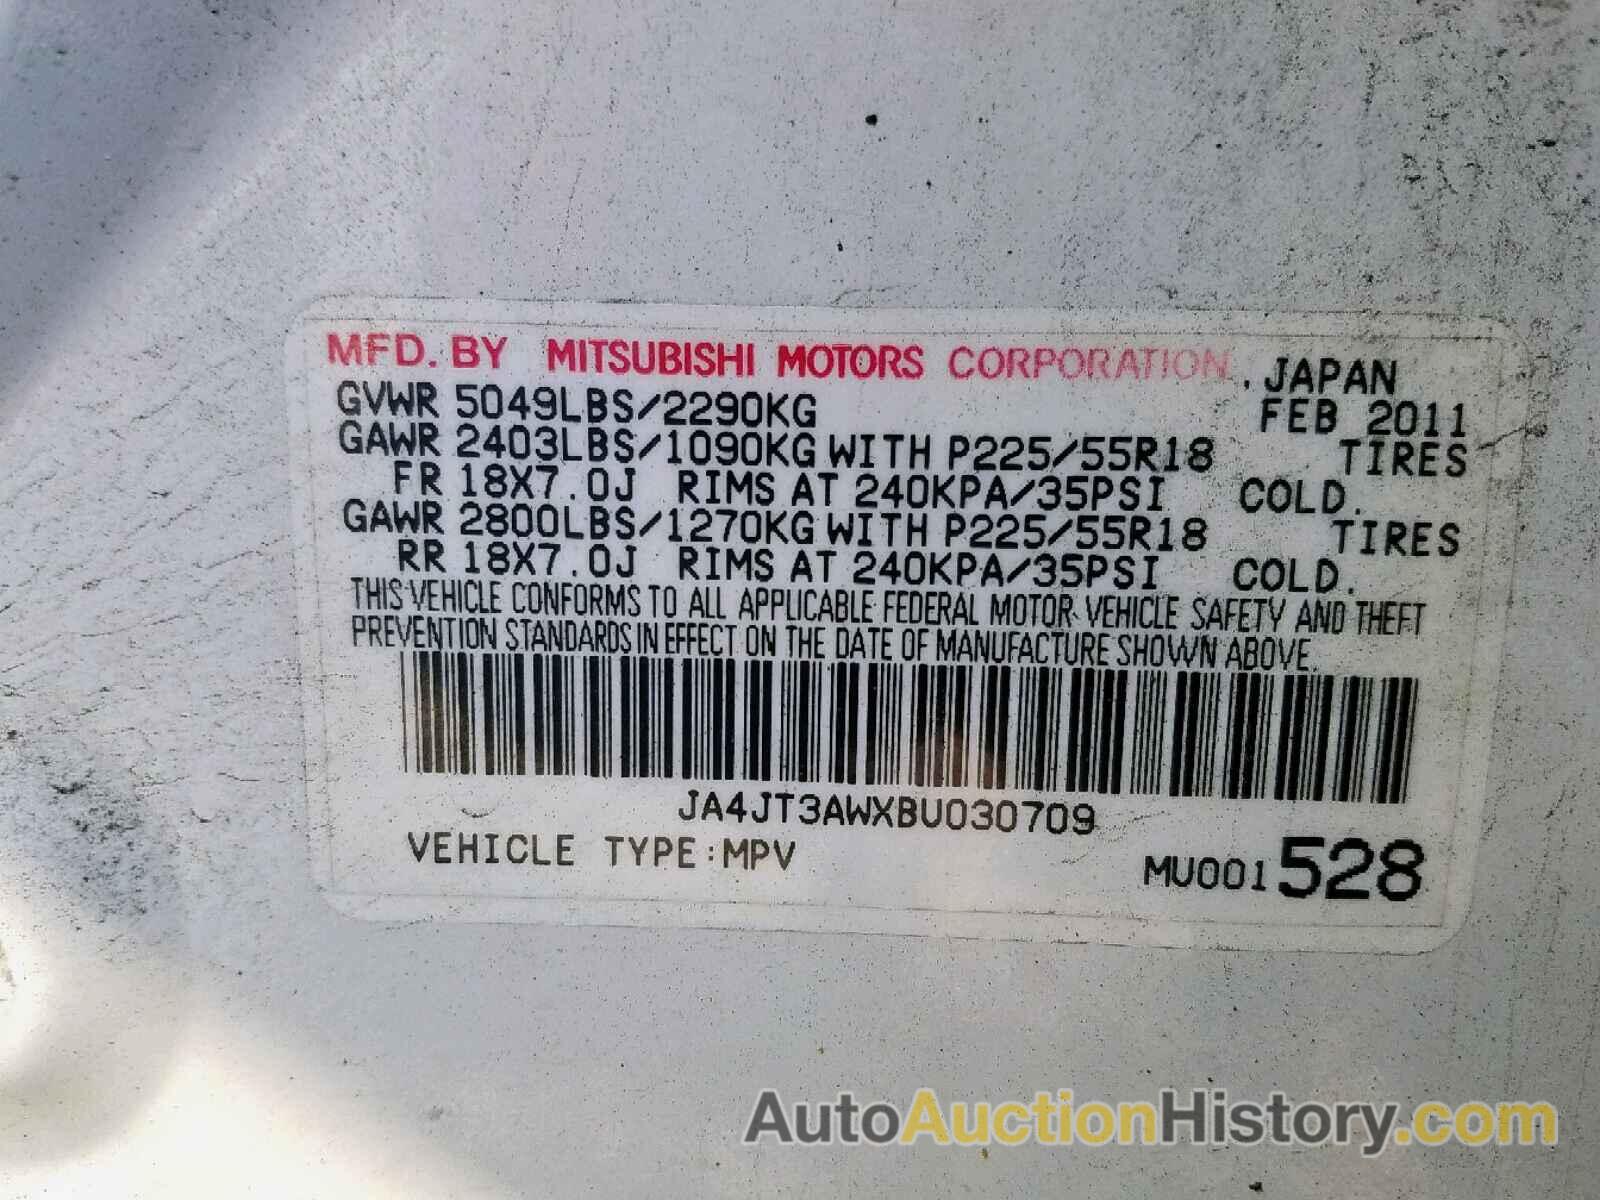 MFD. BY MITSUBISHI MOTORS CORPORATION. JAPAN
GVWR 5049LBS/2290KG FEB 2011
GAWR 2403LBS/1090KG WITH P225/55R18 TIRES
FR 18X7.0J RIMS AT 240KPA/35PSI COLD.
GAWR 2800LBS/1270KG WITH P225/55R18 TIRES
RR 18X7.0J RIMS AT 240KPA/35PSI COLD.
THIS VEHICLE CONFORMS TO ALL APPLICABLE FEDERAL MOTOR VEHICLE SAFETY AND THEFT
PREVENTION STANDARDS IN EFFECT ON THE DATE OF MANUFACTURE SHOWN ABOVE.
JA4JT3AWXBU030709
VEHICLE TYPE:MPV
MU001528
AutoAuctionHistory.com